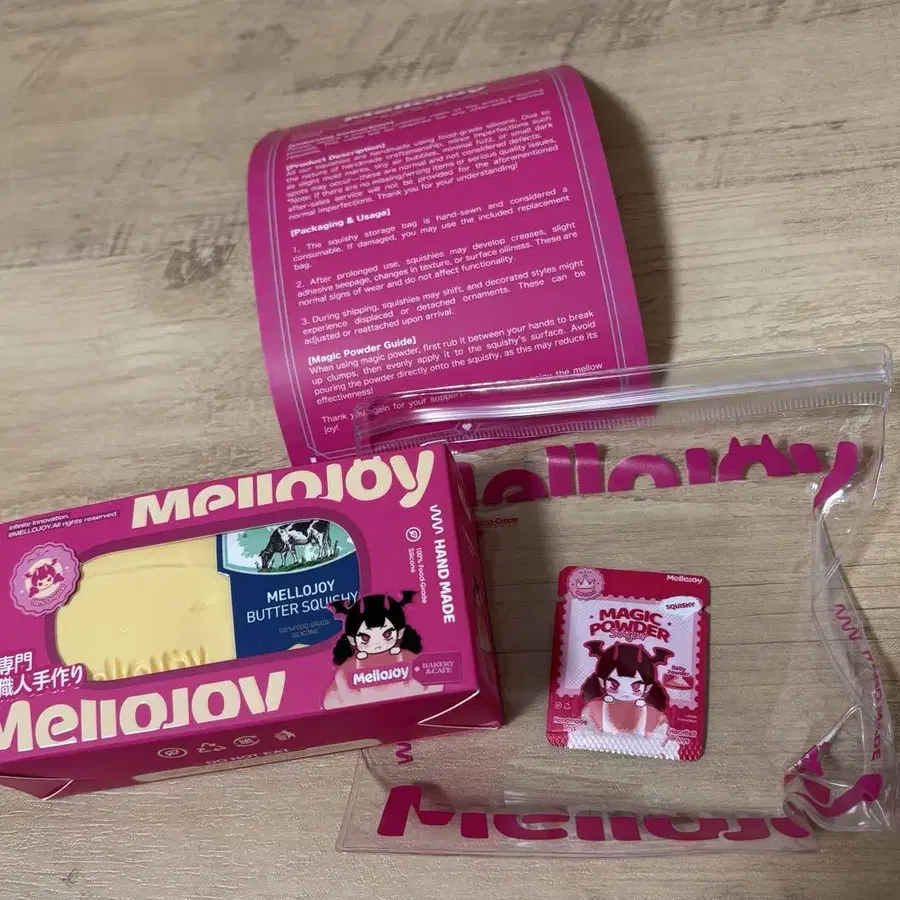 Mellojoy
[Product Description]
All our squishies are handmade using food-grade silicone. Due to
the nature of handmade craftsmanship, minor imperfections such
as slight mold marks, tiny air bubbles, minimal fuzz, or small dark
spots may occur—these are normal and not considered defects.
*Note: If there are no missing/wrong items or serious quality issues,
after-sales service will not be provided for the aforementioned
normal imperfections. Thank you for your understanding!
[Packaging & Usage]
1. The squishy storage bag is hand-sewn and considered a
consumable. If damaged, you may use the included replacement
bag.
2. After prolonged use, squishies may develop creases, slight
adhesive seepage, changes in texture, or surface oiliness. These are
normal signs of wear and do not affect functionality.
3. During shipping, squishies may shift, and decorated styles might
experience displaced or detached ornaments. These can be
adjusted or reattached upon arrival.
[Magic Powder Guide]
When using magic powder, first rub it between your hands to break
up clumps, then evenly apply it to the squishy's surface. Avoid
pouring the powder directly onto the squishy, as this may reduce its
effectiveness!
Thank you again for your support
joy the mellow
joy!
Mellojoy
Infinite Innovation.
©MELLOJOY.All rights reserved.
Mellojoy
HAND MADE
100% Food-Grade
Silicone
MELLOJOY
BUTTER SQUISHY
100%FOOD-GRADE
SILICONE
専門
職人手作り
Mellojoy
BAKERY
&CAFE
Mellojoy
DO NOT EAT
Mellojoy
SQUISHY
MAGIC
POWDER
Baby
Powder
Handmade
MADE
Mellojoy